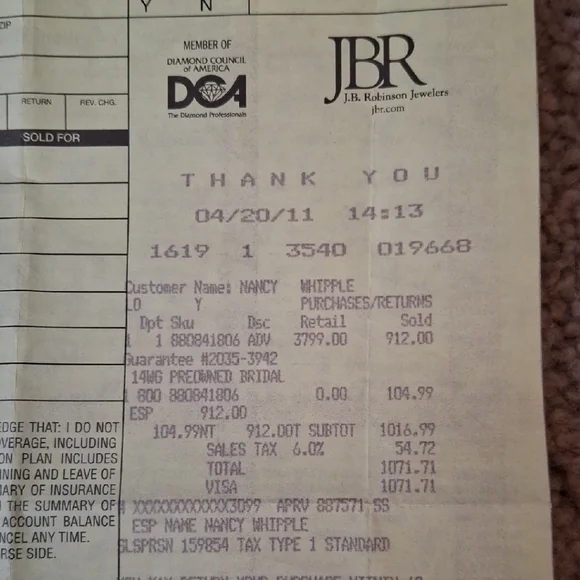 ZIP
Y N
MEMBER OF
DIAMOND COUNCIL
of AMERICA
DCA
The Diamond Professionals
JBR
J.B. Robinson Jewelers
jbr.com
RETURN REV. CHG.
SOLD FOR
THANK YOU
04/20/11 14:13
1619 1 3540 019668
Customer Name: NANCY WHIPPLE
LO Y PURCHASES/RETURNS
Dpt Sku Dsc Retail Sold
1 1 880841806 ADV 3799.00 912.00
Guarantee #2035-3942
14WG PREOWNED BRIDAL
1 800 880841806 0.00 104.99
ESP 912.00
104.99NT 912.00T SUBTOT 1016.99
SALES TAX 6.0% 54.72
TOTAL 1071.71
VISA 1071.71
XXXXXXXXXXXX3099 APRV 887571 SS
ESP NAME NANCY WHIPPLE
SLSPRSN 159854 TAX TYPE 1 STANDARD
EDGE THAT: I DO NOT
OVERAGE, INCLUDING
ON PLAN INCLUDES
NING AND LEAVE OF
MARY OF INSURANCE
THE SUMMARY OF
ACCOUNT BALANCE
NCEL ANY TIME.
RSE SIDE.